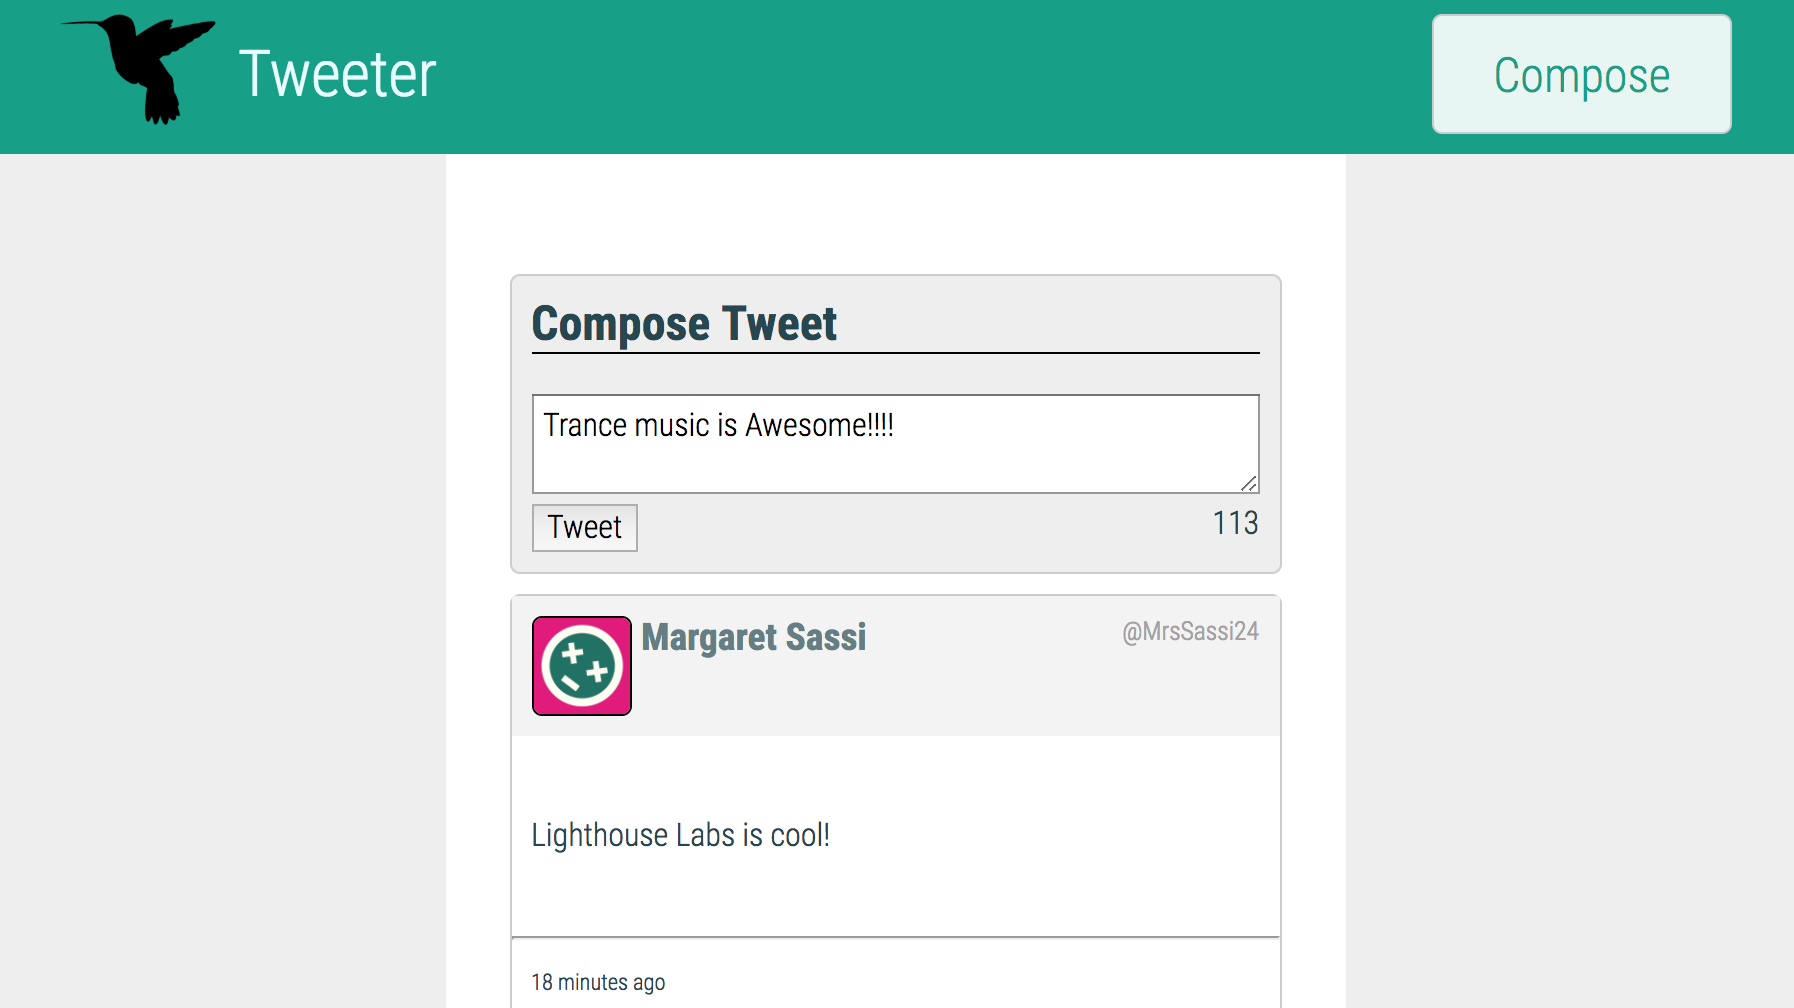 Tweeter
Compose
Compose Tweet
Trance music is Awesome!!!!
Tweet
113
Margaret Sassi
@MrsSassi24
Lighthouse Labs is cool!
18 minutes ago